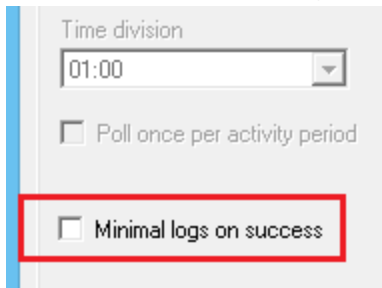 Time division
01:00
Poll once per activity period
Minimal logs on success